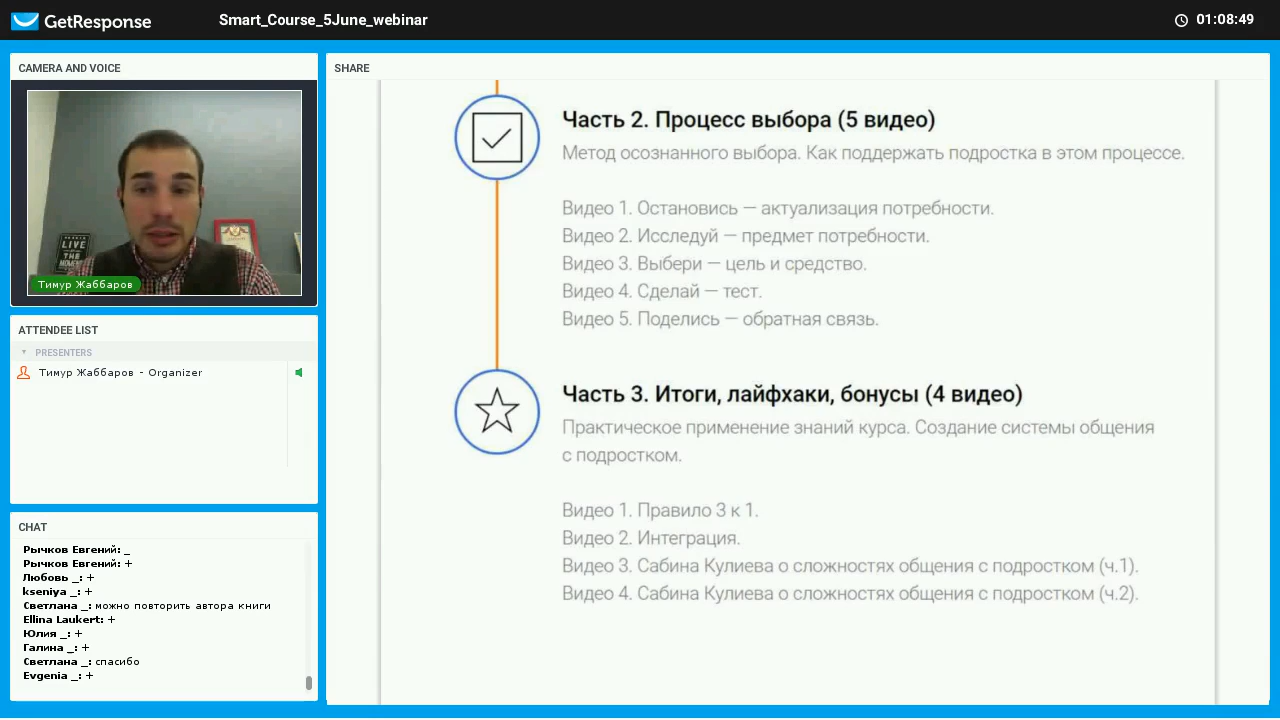 GetResponse
Smart_Course_5June_webinar
01:08:49
CAMERA AND VOICE
LIVE
THE
MOMENT
Тимур Жаббаров
ATTENDEE LIST
PRESENTERS
Тимур Жаббаров - Organizer
CHAT
Рычков Евгений: _
Рычков Евгений: +
Любовь _: +
kseniya _: +
Светлана _: можно повторить автора книги
Ellina Laukert: +
Юлия _: +
Галина _: +
Светлана _: спасибо
Evgenia _: +
SHARE
Часть 2. Процесс выбора (5 видео)
Метод осознанного выбора. Как поддержать подростка в этом процессе.
Видео 1. Остановись — актуализация потребности.
Видео 2. Исследуй — предмет потребности.
Видео 3. Выбери — цель и средство.
Видео 4. Сделай — тест.
Видео 5. Поделись — обратная связь.
Часть 3. Итоги, лайфхаки, бонусы (4 видео)
Практическое применение знаний курса. Создание системы общения
с подростком.
Видео 1. Правило 3 к 1.
Видео 2. Интеграция.
Видео 3. Сабина Кулиева о сложностях общения с подростком (ч.1).
Видео 4. Сабина Кулиева о сложностях общения с подростком (ч.2).